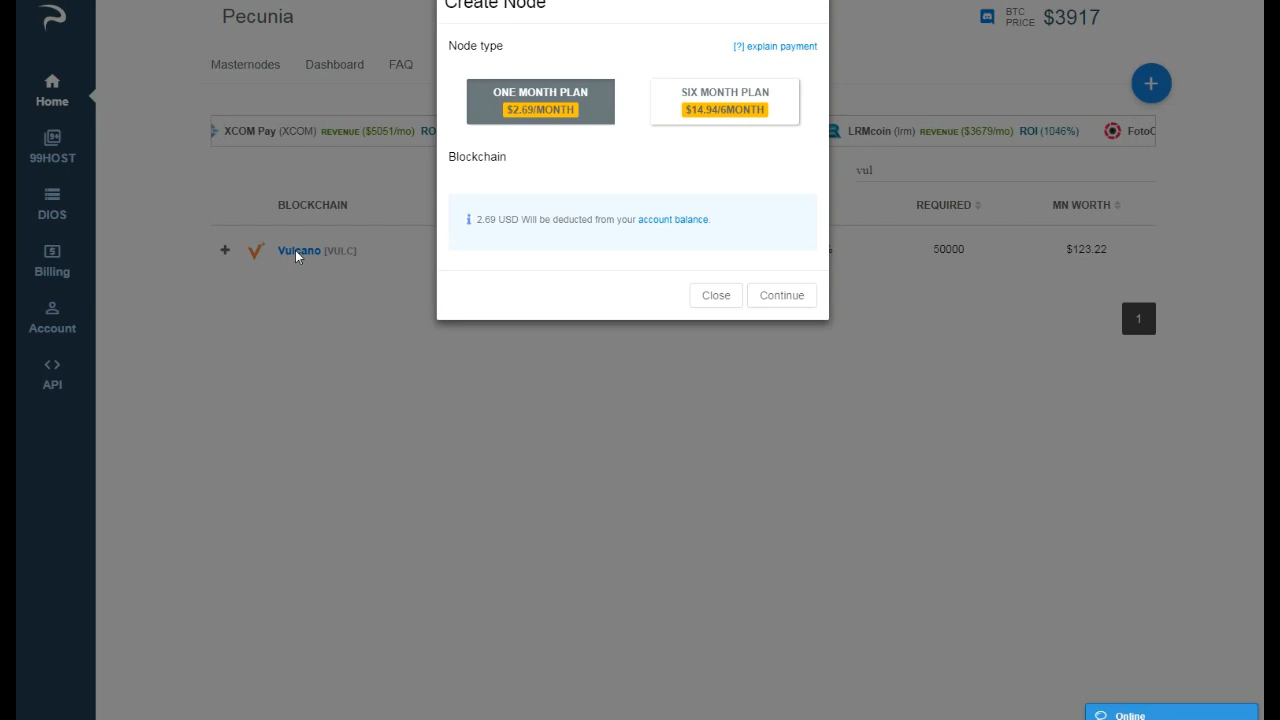 Create Node
Pecunia
BTC PRICE $3917
Node type
[?] explain payment
Masternodes Dashboard FAQ
ONE MONTH PLAN
$2.69/MONTH
SIX MONTH PLAN
$14.94/6MONTH
Home
XCOM Pay (XCOM) REVENUE ($5051/mo) RO
LRMcoin (lrm) REVENUE ($3679/mo) ROI (1046%)
FotoC
99HOST
Blockchain
vul
DIOS
BLOCKCHAIN
REQUIRED
MN WORTH
2.69 USD Will be deducted from your account balance.
Vulcano [VULC]
%
50000
$123.22
Billing
Close
Continue
Account
1
API
Online